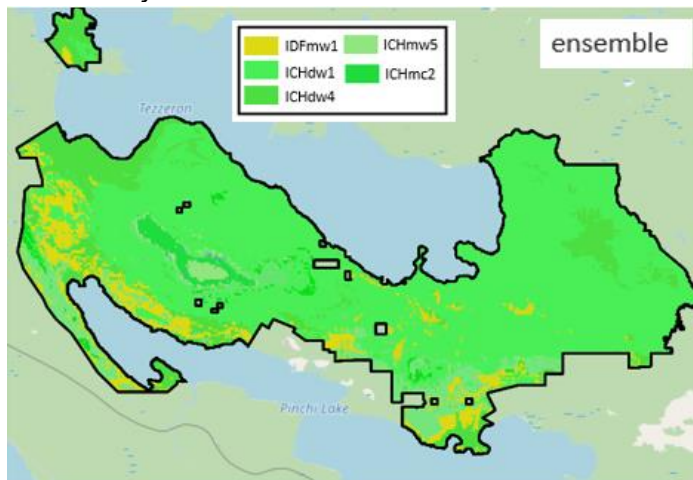 IDFmw1
ICHmw5
ensemble
ICHdw1
ICHmc2
ICHdw4
Tezzeron
Pinchi Lake